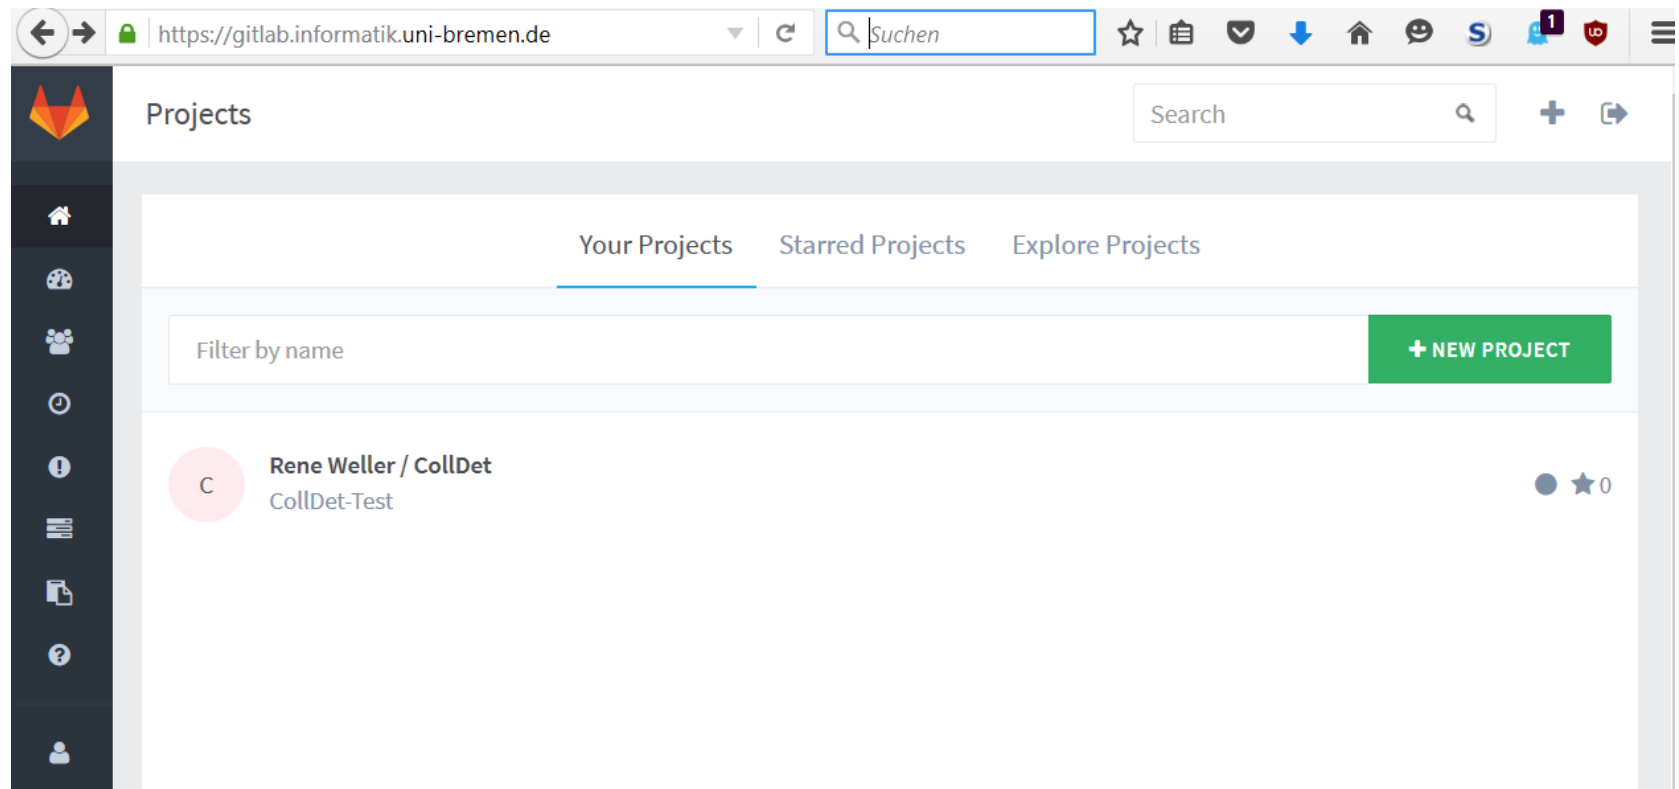 https://gitlab.informatik.uni-bremen.de
Suchen
S
1
Projects
Search
Your Projects Starred Projects Explore Projects
Filter by name
NEW PROJECT
C
Rene Weller / CollDet
CollDet-Test
0